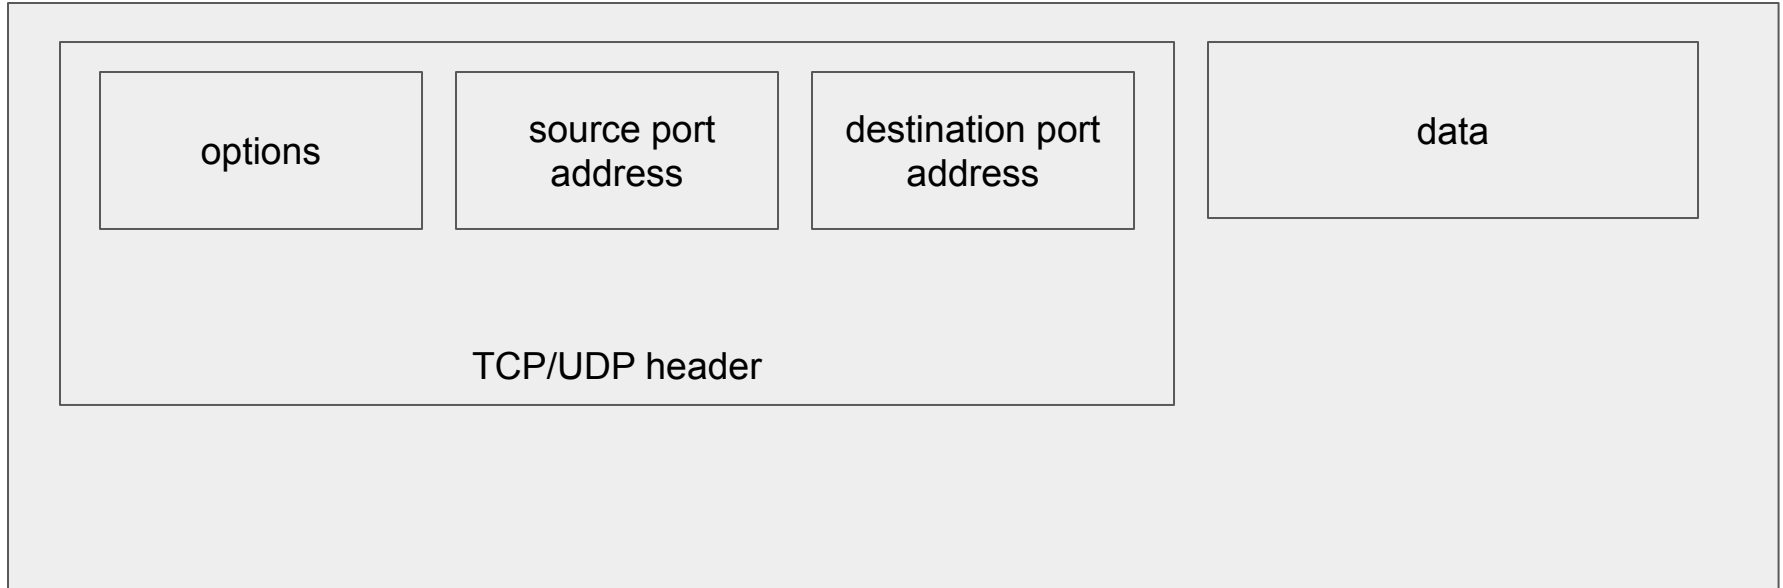 options
source port
address
destination port
address
data
TCP/UDP header